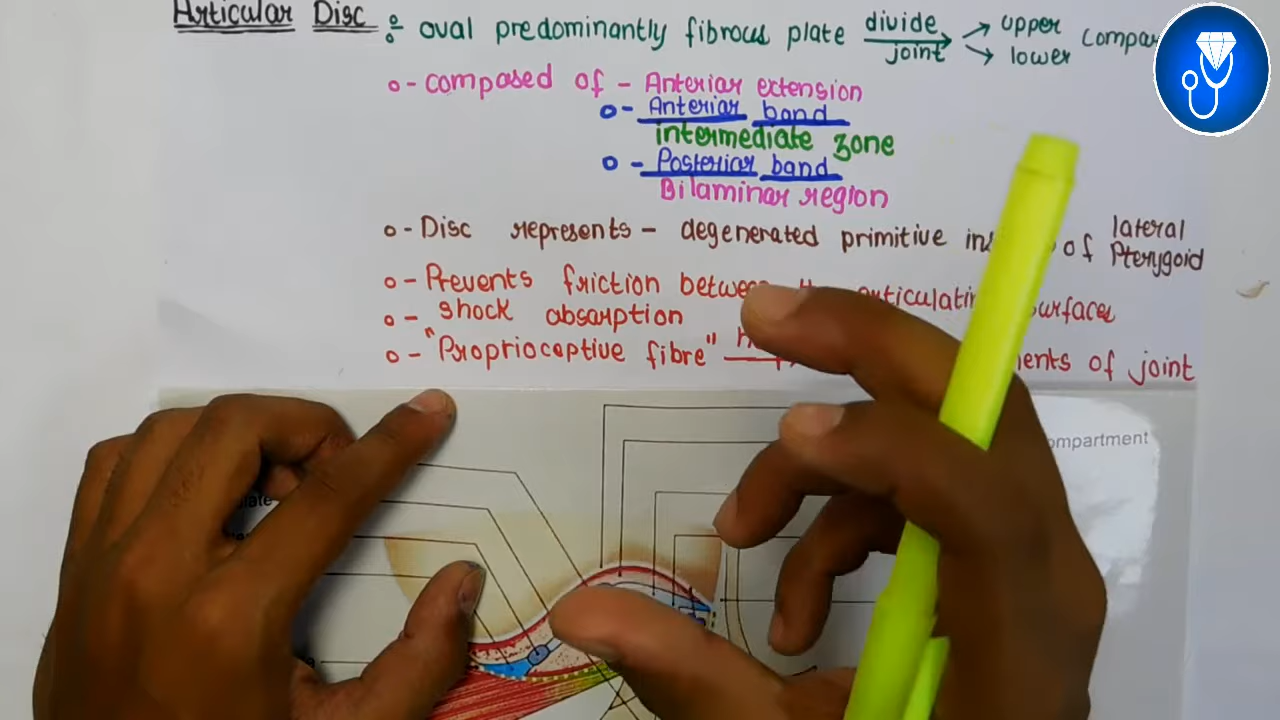 Articular Disc : oval predominantly fibrous plate divide joint → upper
→ lower
o - composed of - Anterior extension
o - Anterior band
intermediate zone
o - Posterior band
Bilaminar region
o - Disc represents - degenerated primitive of lateral Pterygoid
o - Prevents friction between
o - shock absorption
o - "Proprioceptive fibre" of joint